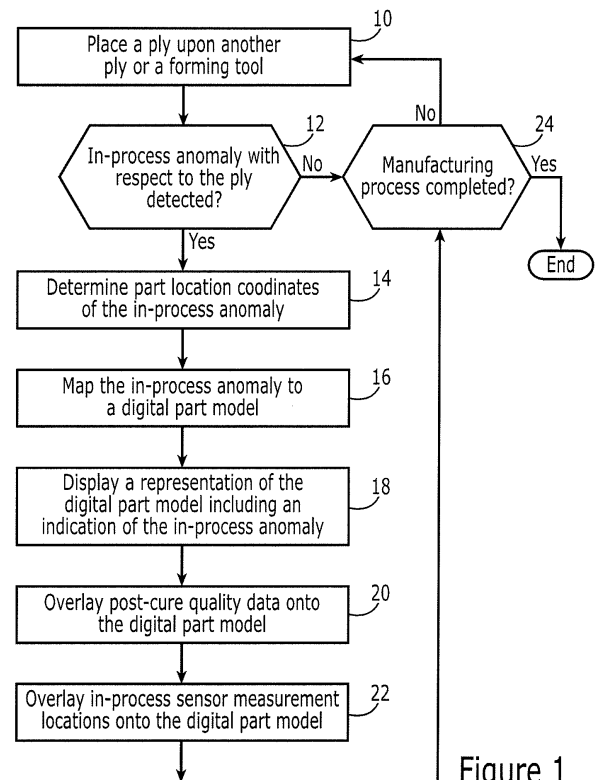 10
Place a ply upon another
ply or a forming tool
12
In-process anomaly with
respect to the ply
detected?
No
Yes
No
24
Manufacturing
process completed?
Yes
End
14
Determine part location coodinates
of the in-process anomaly
16
Map the in-process anomaly to
a digital part model
18
Display a representation of the
digital part model including an
indication of the in-process anomaly
20
Overlay post-cure quality data onto
the digital part model
22
Overlay in-process sensor measurement
locations onto the digital part model
Figure 1